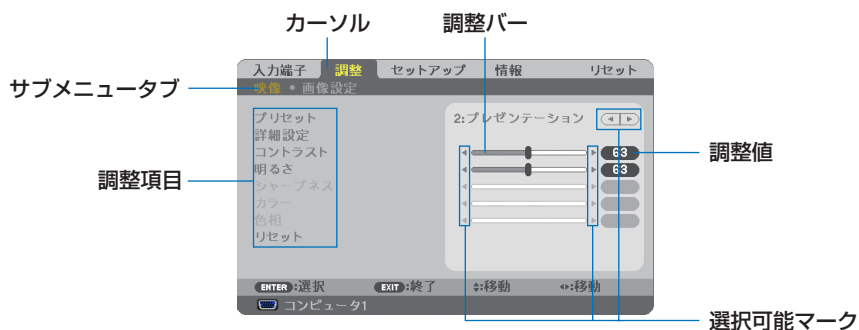 カーソル 調整バー
入力端子 調整 セットアップ 情報 リセット
サブメニュータブ 映像 • 画像設定
プリセット 2:プレゼンテーション
詳細設定
コントラスト 63 調整値
明るさ 63
調整項目 シャープネス
カラー
色相
リセット
ENTER :選択 EXIT :終了 :移動 :移動
コンピュータ1
選択可能マーク